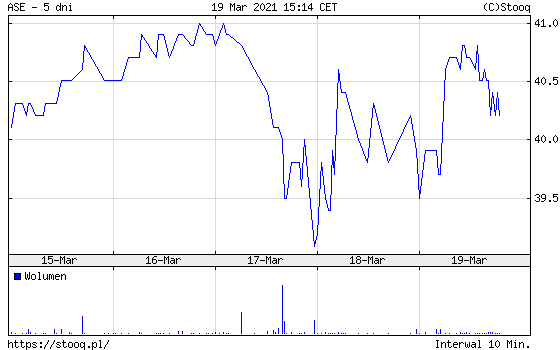 ASE - 5 dni 19 Mar 2021 15:14 CET (C)Stooq
41.0
40.5
40.0
39.5
15-Mar 16-Mar 17-Mar 18-Mar 19-Mar
Wolumen
https://stooq.pl/ Interwal 10 Min.